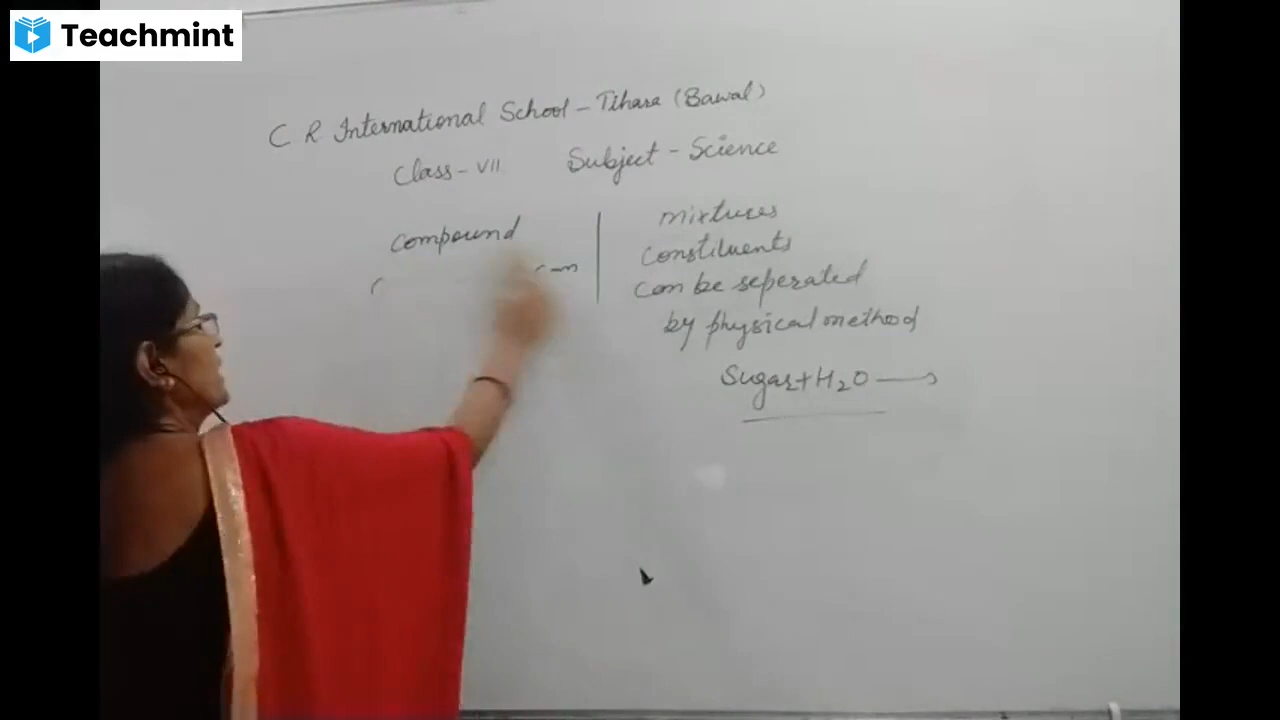 Teachmint
C R International School - Tihara (Bawal)
Class - VII Subject - Science
compound
mixtures
constituents
can be seperated
by physical method
Sugar + H₂O ⟶